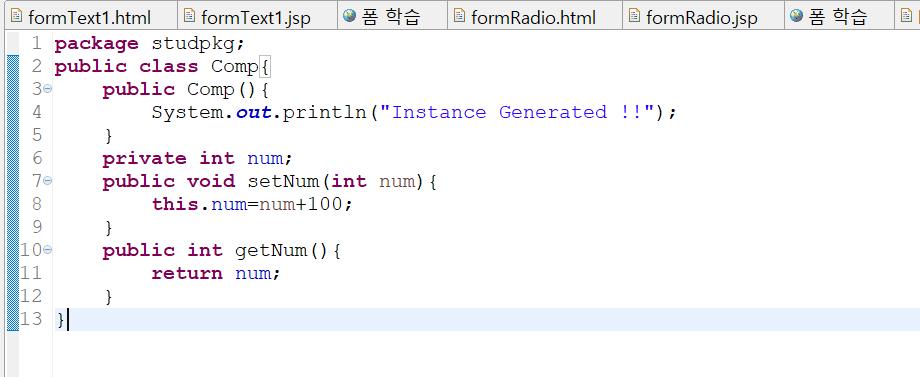 formText1.html formText1.jsp 폼 학습 formRadio.html formRadio.jsp 폼 학습
1 package studpkg;
2 public class Comp{
3 public Comp(){
4 System.out.println("Instance Generated !!");
5 }
6 private int num;
7 public void setNum(int num){
8 this.num=num+100;
9 }
10 public int getNum(){
11 return num;
12 }
13 }